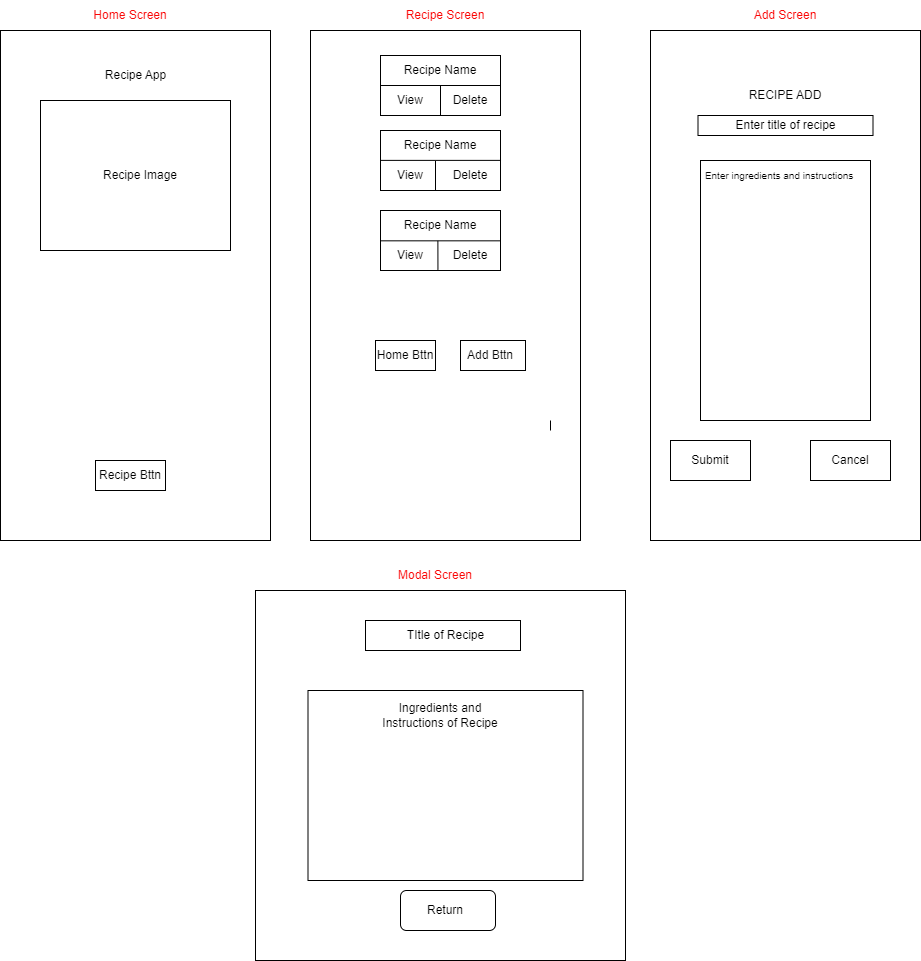 Home Screen
Recipe App
Recipe Image
Recipe Bttn
Recipe Screen
Recipe Name
View
Delete
Recipe Name
View
Delete
Recipe Name
View
Delete
Home Bttn
Add Bttn
Add Screen
RECIPE ADD
Enter title of recipe
Enter ingredients and instructions
Submit
Cancel
Modal Screen
TItle of Recipe
Ingredients and
Instructions of Recipe
Return